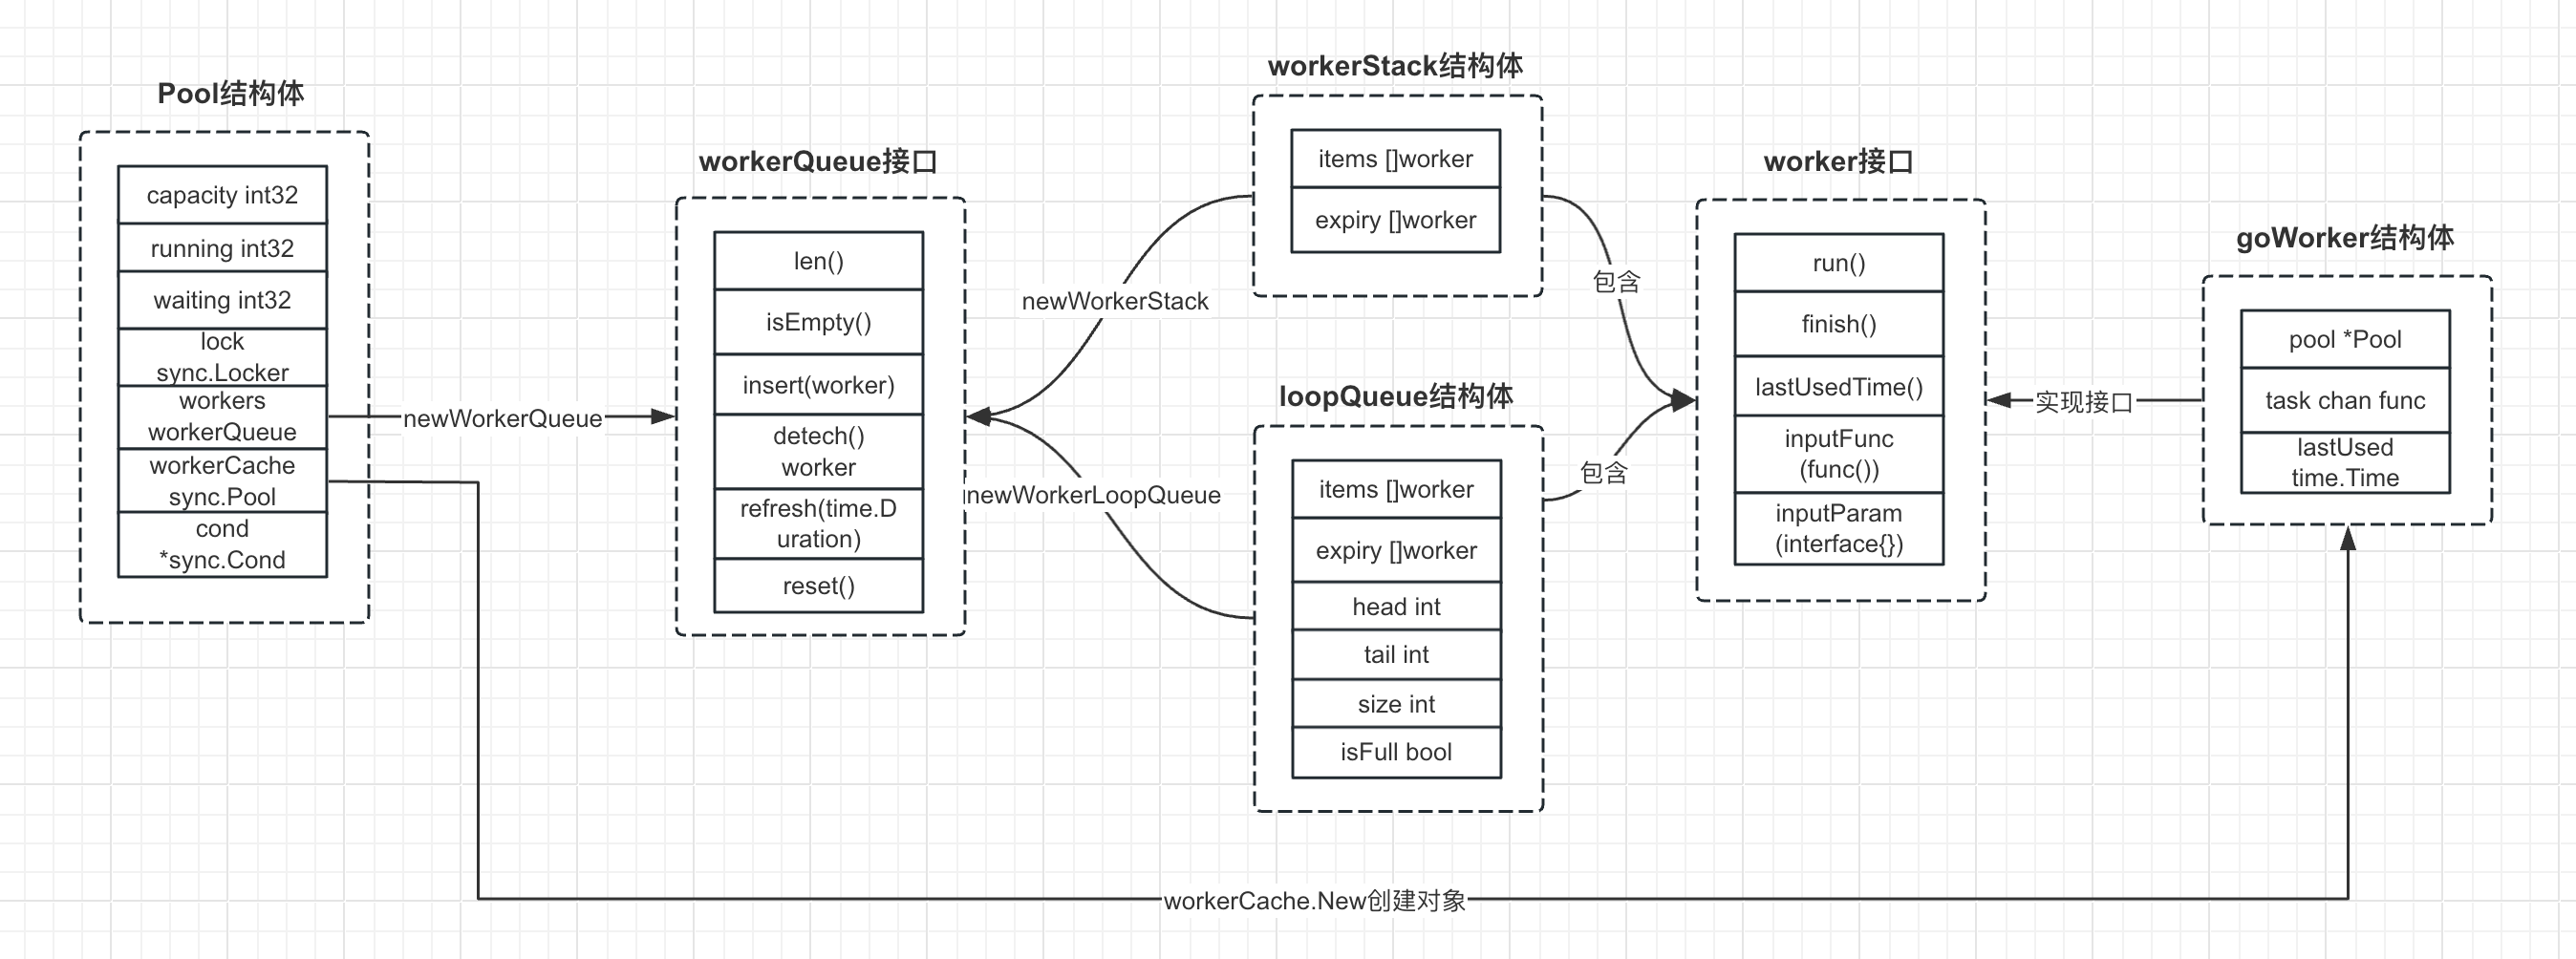 Pool结构体
capacity int32
running int32
waiting int32
lock
sync.Locker
workers
workerQueue
workerCache
sync.Pool
cond
*sync.Cond
newWorkerQueue
workerQueue接口
len()
isEmpty()
insert(worker)
detech()
worker
refresh(time.D
uration)
reset()
newWorkerStack
newWorkerLoopQueue
workerStack结构体
items []worker
expiry []worker
loopQueue结构体
items []worker
expiry []worker
head int
tail int
size int
isFull bool
包含
包含
worker接口
run()
finish()
lastUsedTime()
inputFunc
(func())
inputParam
(interface{})
实现接口
goWorker结构体
pool *Pool
task chan func
lastUsed
time.Time
workerCache.New创建对象